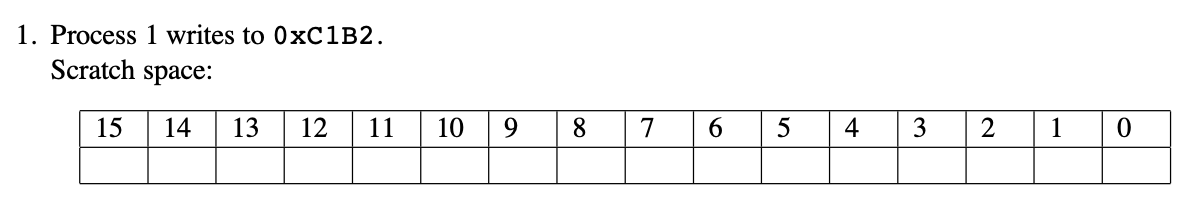 1. Process 1 writes to 0xC1B2.
Scratch space:
15 14 13 12 11 10 9 8 7 6 5 4 3 2 1 0